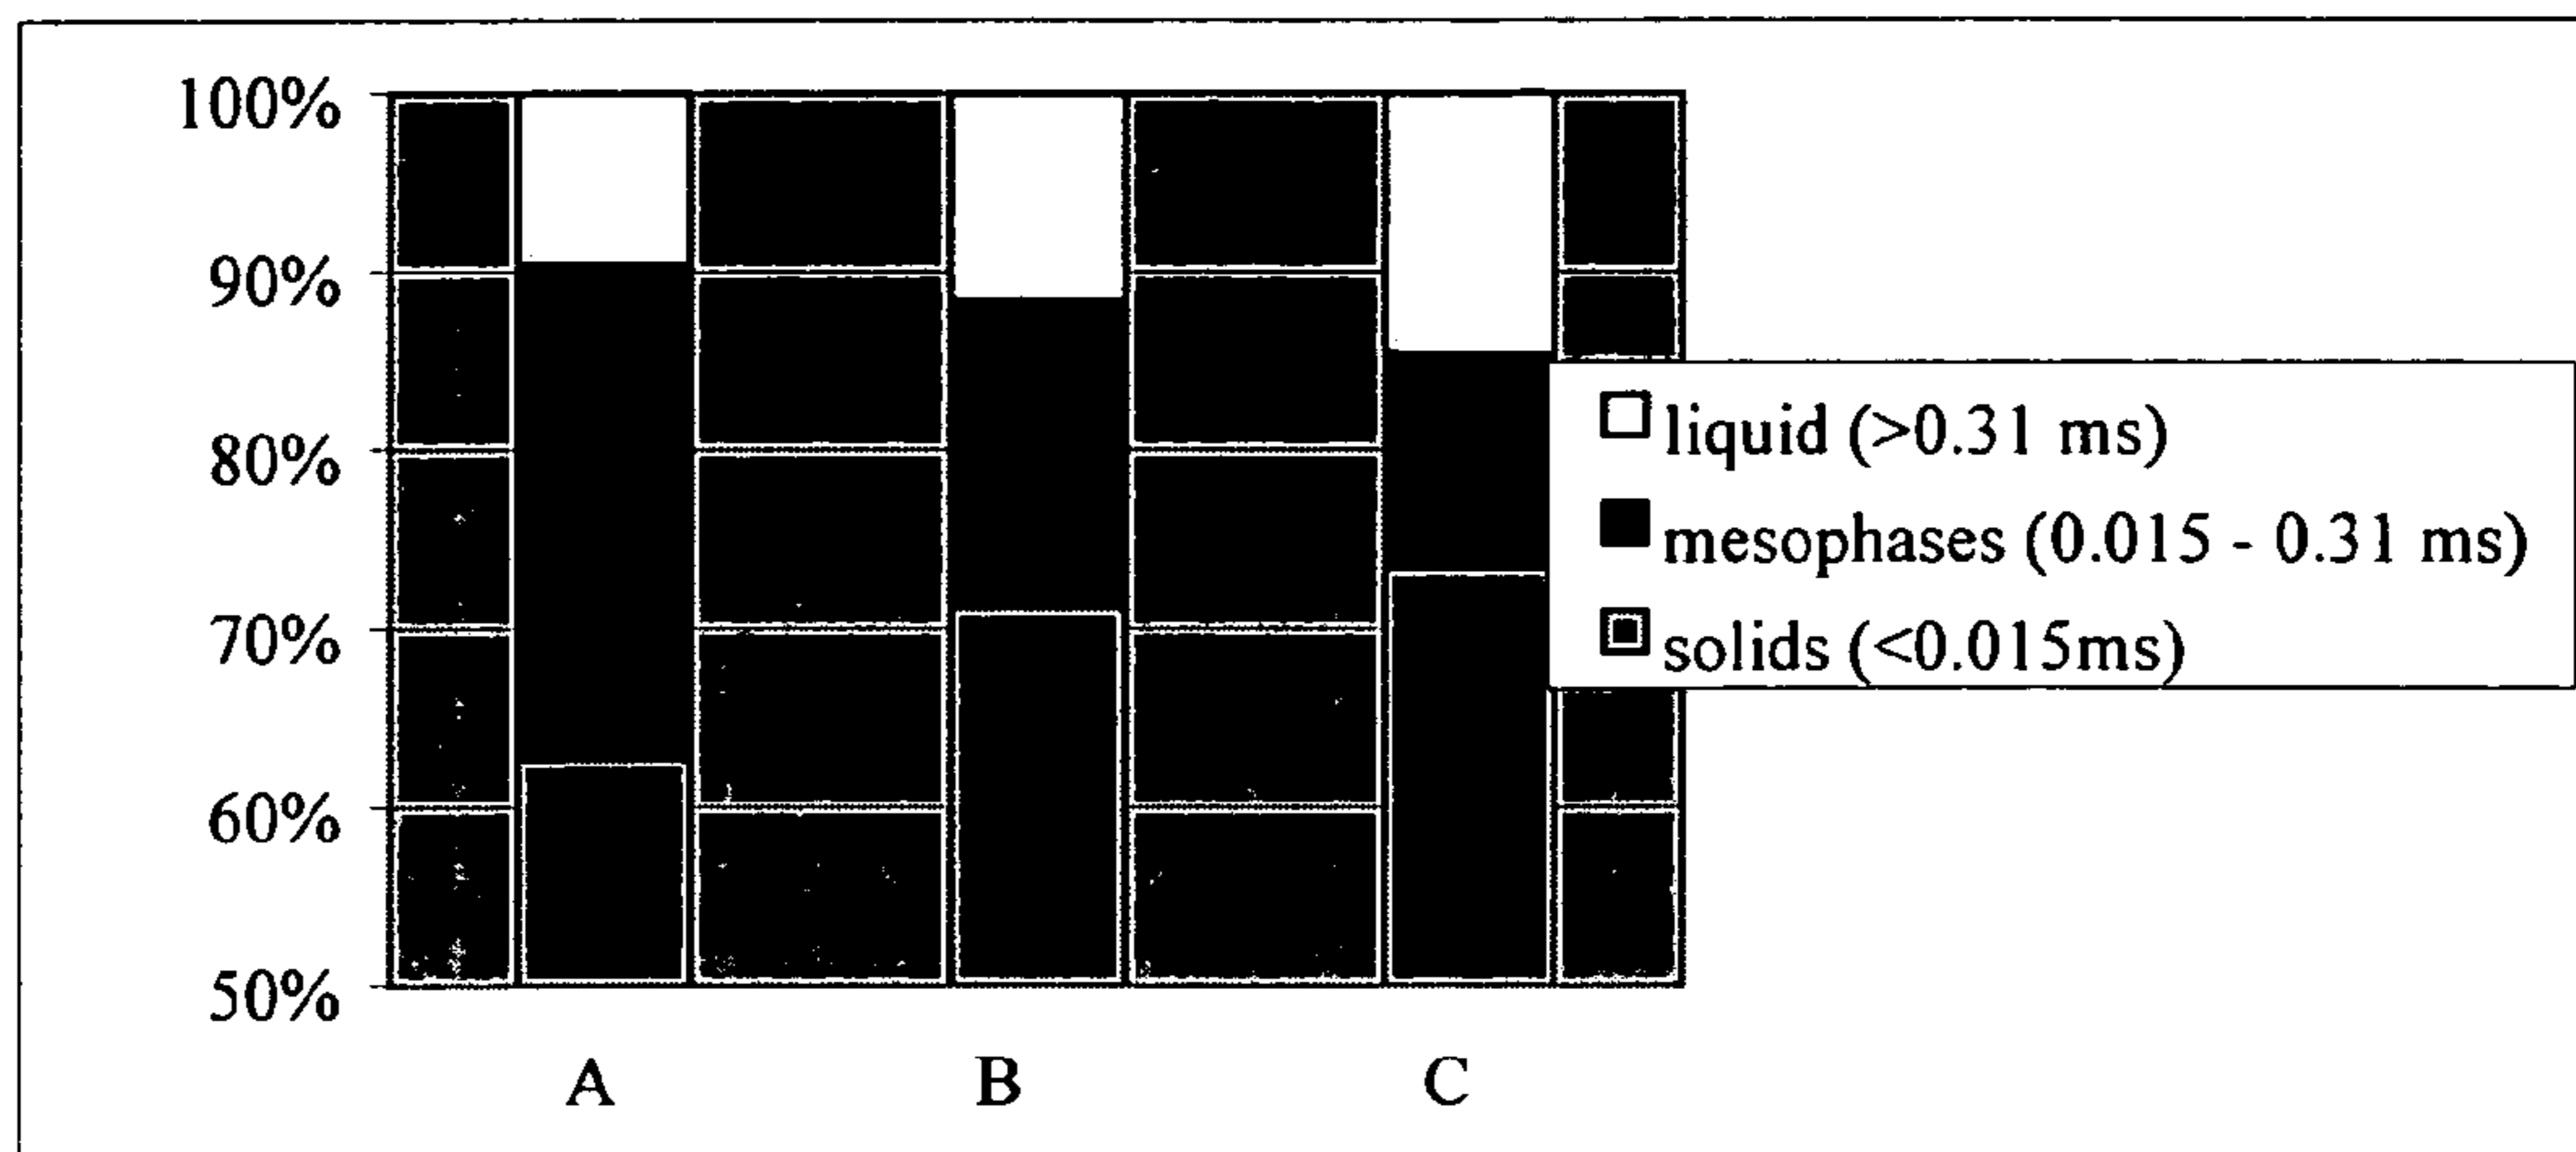 100%
90%
80%
70%
60%
50%
A B C
liquid (>0.31 ms)
mesophases (0.015 - 0.31 ms)
solids (<0.015ms)